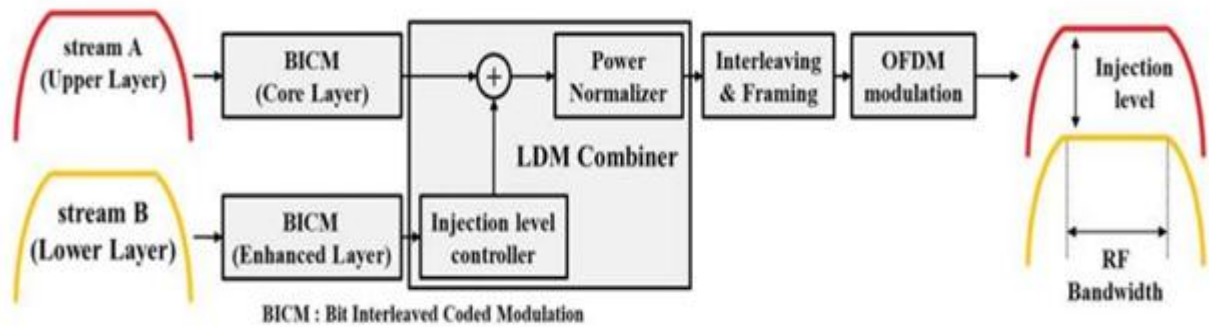 stream A
(Upper Layer)
BICM
(Core Layer)
+
Power
Normalizer
Interleaving
& Framing
OFDM
modulation
Injection
level
LDM Combiner
stream B
(Lower Layer)
BICM
(Enhanced Layer)
Injection level
controller
RF
Bandwidth
BICM : Bit Interleaved Coded Modulation